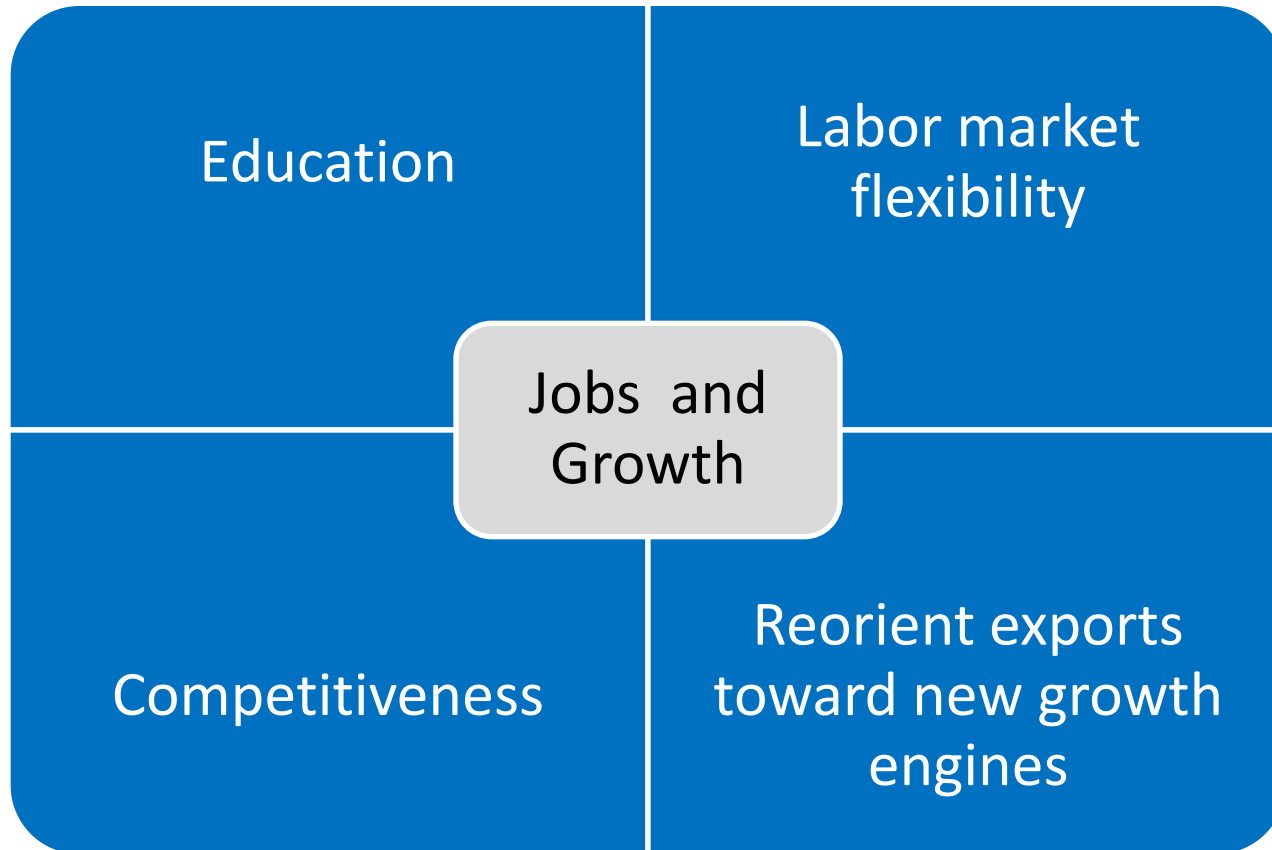 Education
Labor market
flexibility
Jobs  and
Growth
Competitiveness
Reorient exports
toward new growth
engines